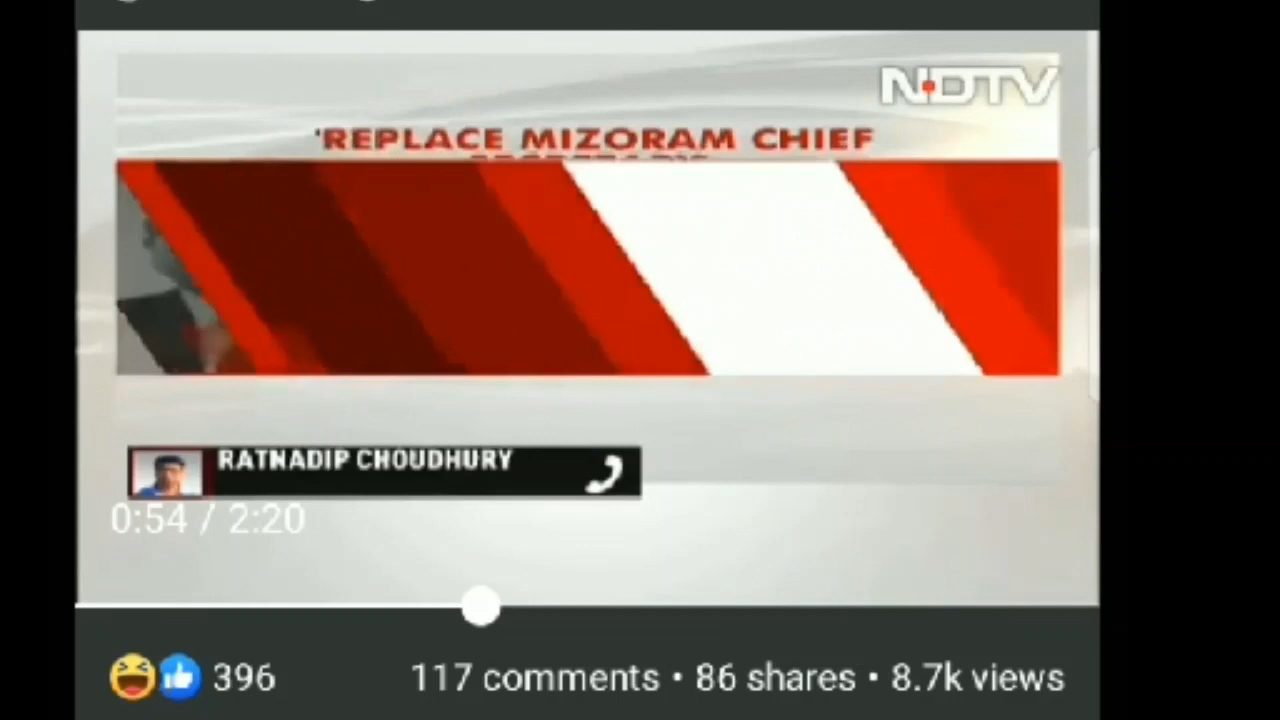 NDTV
'REPLACE MIZORAM CHIEF
RATNADIP CHOUDHURY
0:54 / 2:20
396 117 comments • 86 shares • 8.7k views